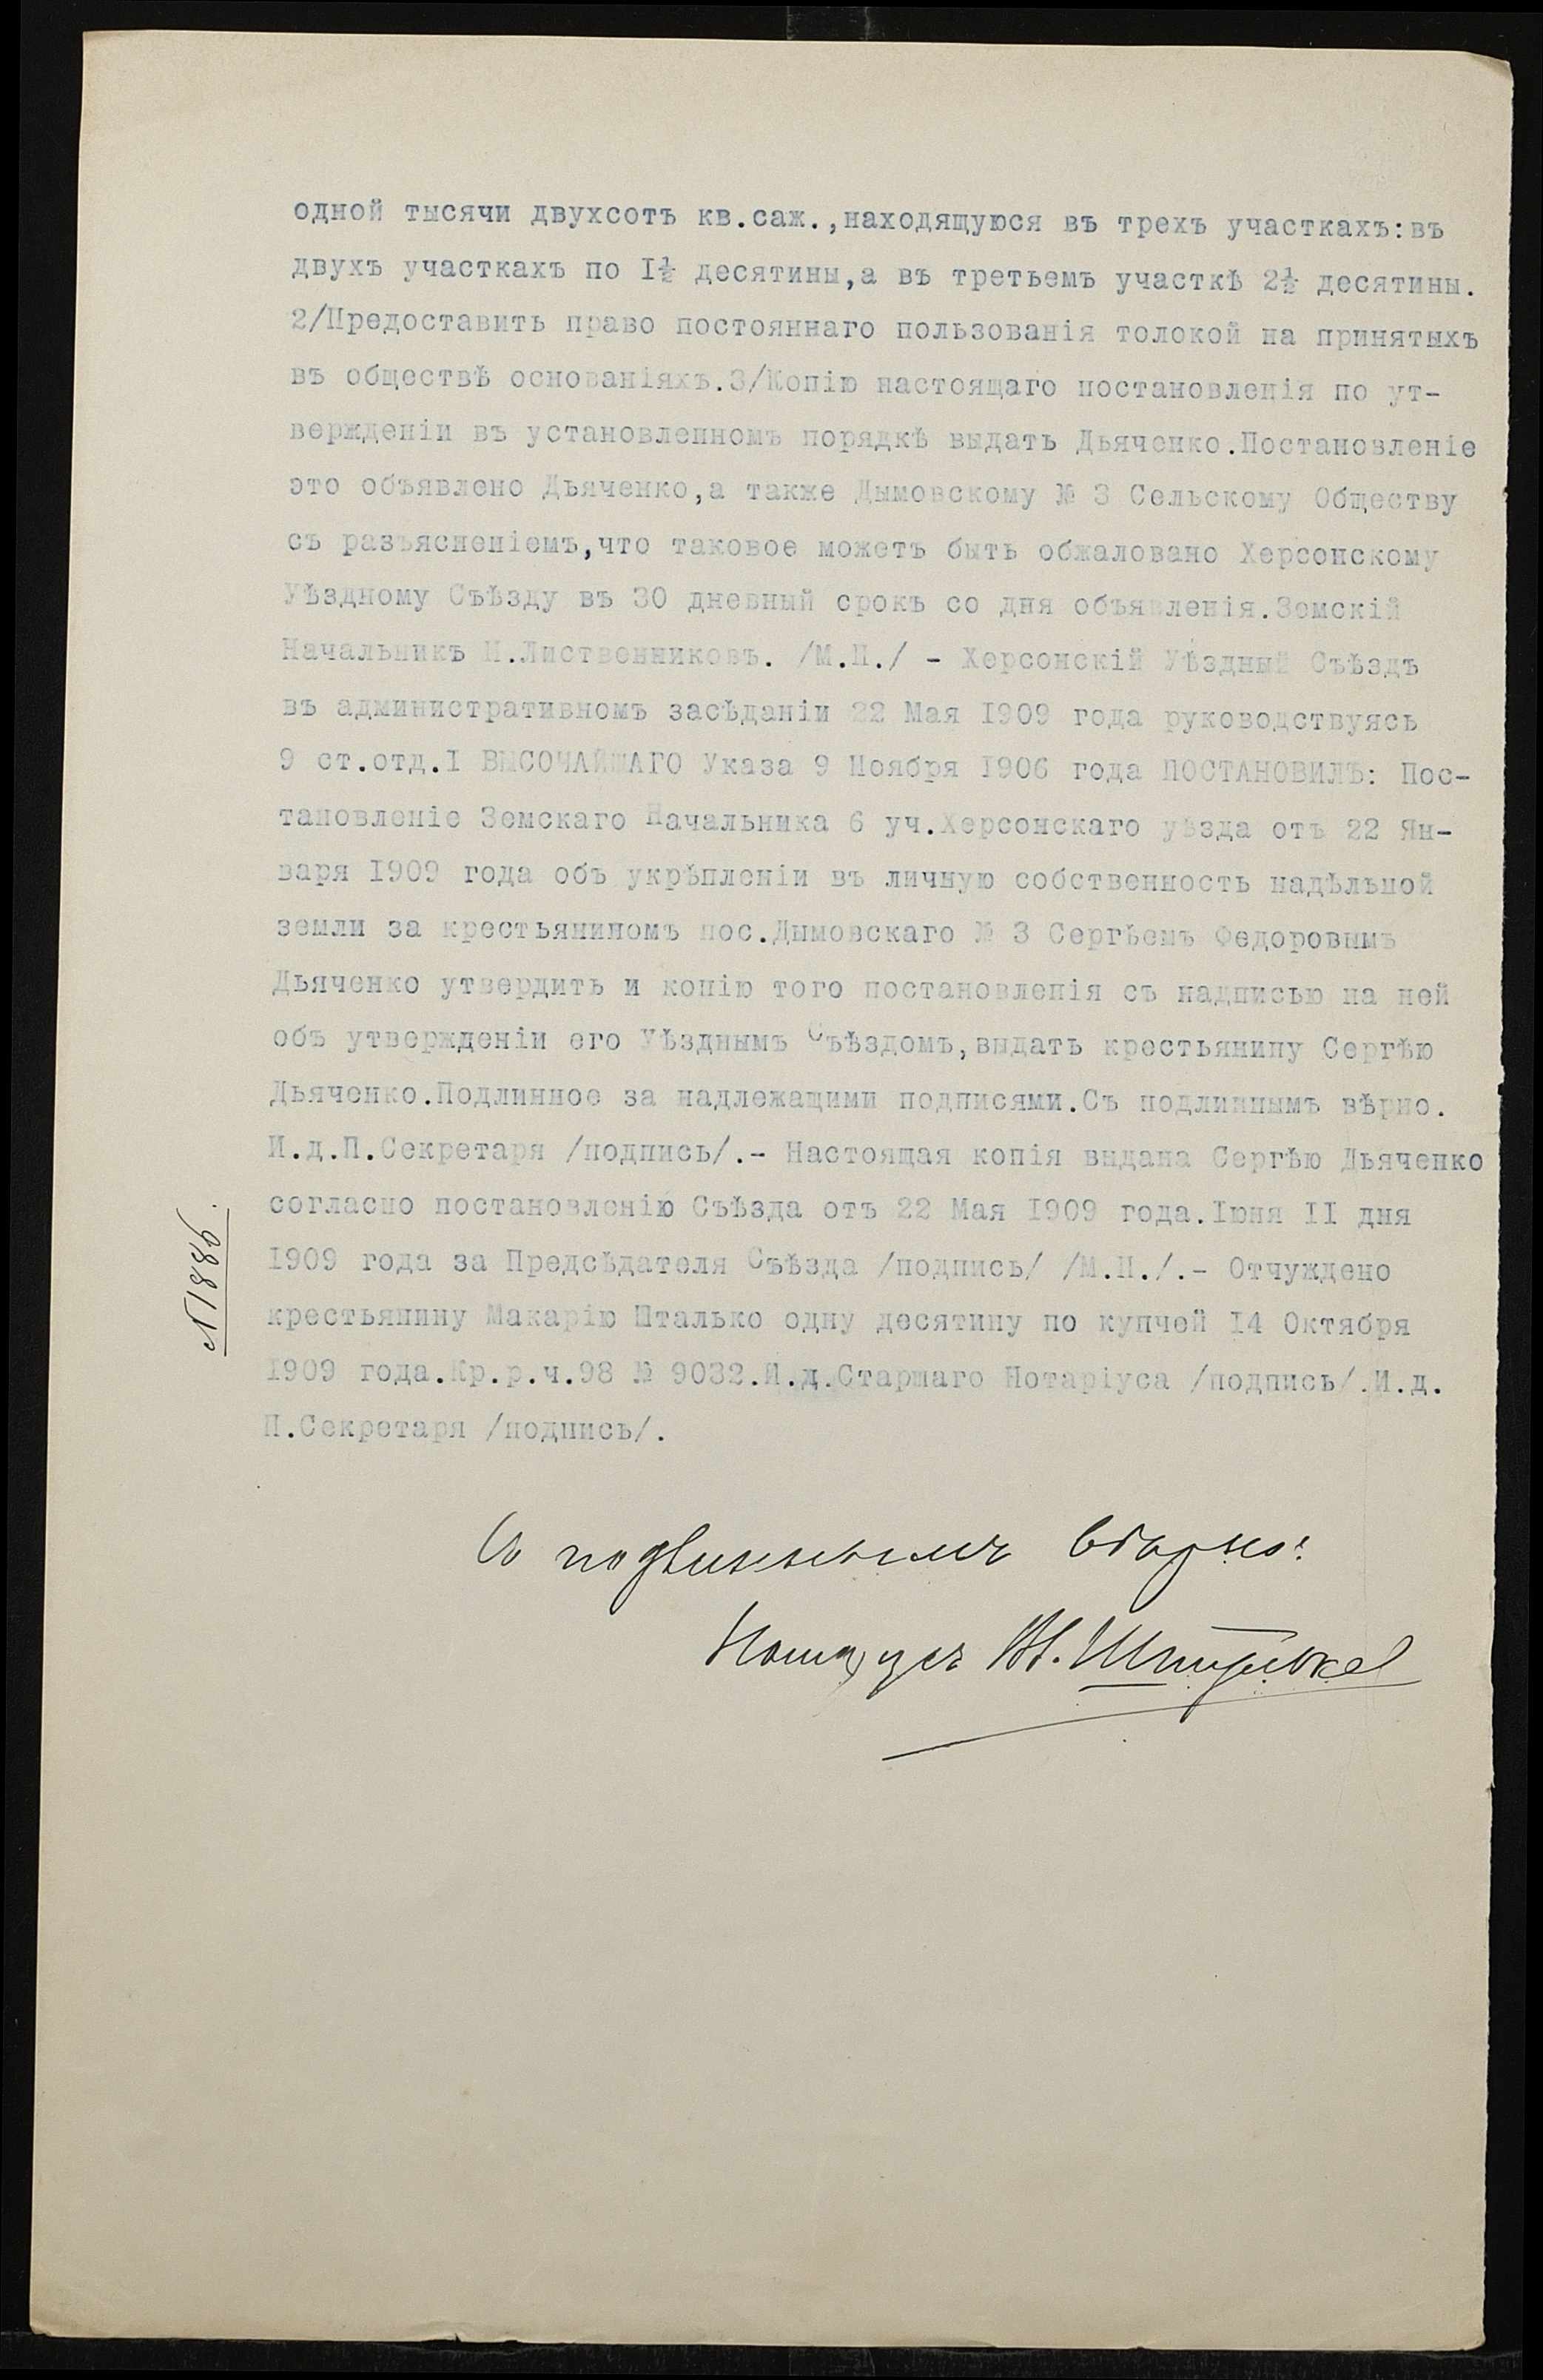 одной тысячи двухсотъ кв.саж.,находящуюся въ трехъ участкахъ:въ
двухъ участкахъ по I½ десятины,а въ третьемъ участкѣ 2½ десятины.
2/Предоставить право постояннаго пользованія толокой на принятыхъ
въ обществѣ основаніяхъ.3/Копію настоящаго постановленія по ут-
вержденіи въ установленномъ порядкѣ выдать Дьяченко.Постановленіе
это объявлено Дьяченко,а также Дымовскому № 3 Сельскому Обществу
съ разъясненіемъ,что таковое можетъ быть обжаловано Херсонскому
Уѣздному Съѣзду въ 30 дневный срокъ со дня объявленія.Земскій
Начальникъ Н.Лиственниковъ. /М.П./ - Херсонскій Уѣздный Съѣздъ
въ административномъ засѣданіи 22 Мая I909 года руководствуясь
9 ст.отд.I ВЫСОЧАЙШАГО Указа 9 Ноября I906 года ПОСТАНОВИЛЪ: Пос-
тановленіе Земскаго Начальника 6 уч.Херсонскаго уѣзда отъ 22 Ян-
варя I909 года объ укрѣпленіи въ личную собственность надѣльной
земли за крестьяниномъ пос.Дымовскаго № 3 Сергѣемъ Федоровымъ
Дьяченко утвердить и копію того постановленія съ надписью на ней
объ утвержденіи его Уѣзднымъ Съѣздомъ,выдать крестьянину Сергѣю
Дьяченко.Подлинное за надлежащими подписями.Съ подлиннымъ вѣрно.
И.д.П.Секретаря /подпись/.- Настоящая копія выдана Сергѣю Дьяченко
согласно постановленію Съѣзда отъ 22 Мая I909 года.Іюня II дня
I909 года за Предсѣдателя Съѣзда /подпись/ /М.П./.- Отчуждено
крестьянину Макарію Шталько одну десятину по купчей I4 Октября
I909 года.Кр.р.ч.98 № 9032.И.д.Старшаго Нотаріуса /подпись/.И.д.
П.Секретаря /подпись/.
№1886.
Съ подлиннымъ вѣрно:
Нотаріусъ